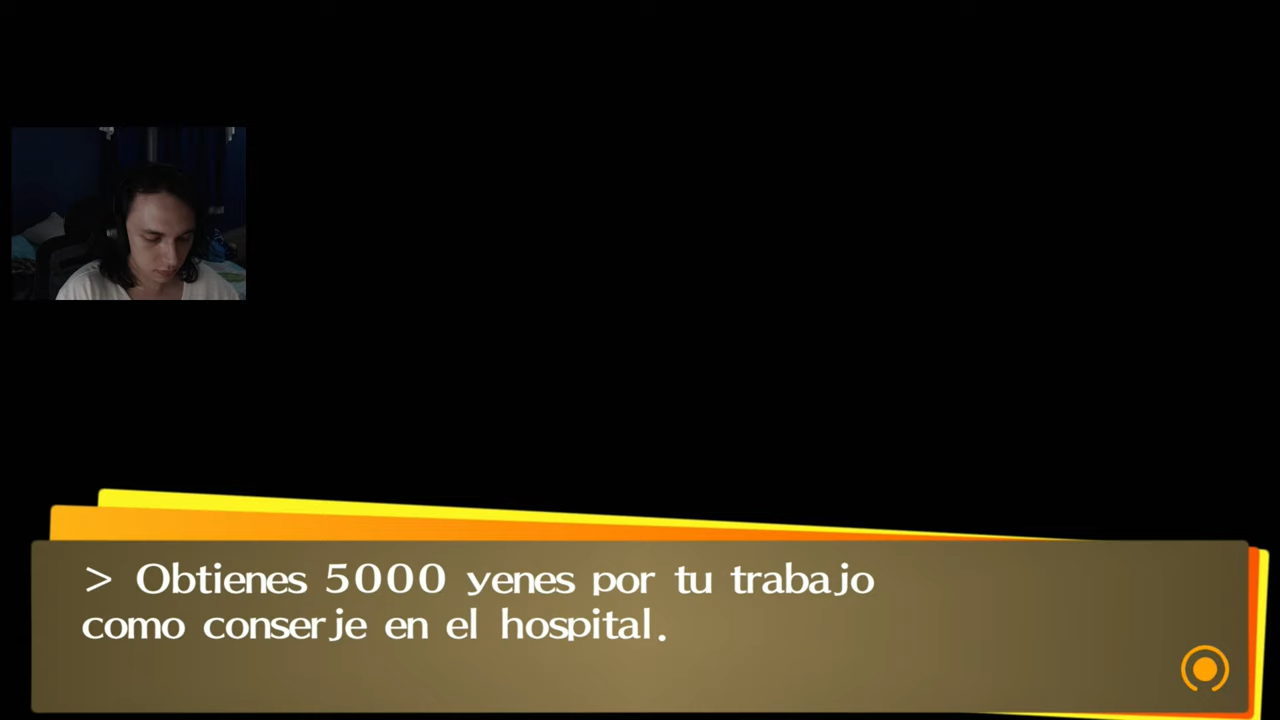 > Obtienes 5000 yenes por tu trabajo
como conserje en el hospital.